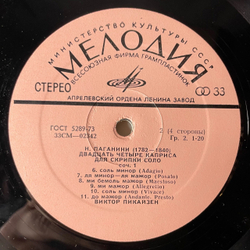 МИНИСТЕРСТВО КУЛЬТУРЫ СССР
МЕЛОДИЯ
ВСЕСОЮЗНАЯ ФИРМА ГРАМПЛАСТИНОК
СТЕРЕО
33
АПРЕЛЕВСКИЙ ОРДЕНА ЛЕНИНА ЗАВОД
ГОСТ 5289-73
33СМ—02342
2 (4 стороны)
Гр. 2. 1-20
Н. ПАГАНИНИ (1782—1840)
ДВАДЦАТЬ ЧЕТЫРЕ КАПРИСА
ДЛЯ СКРИПКИ СОЛО
соч. 1
6. соль минор (Adagio)
7. ля минор—ля мажор (Posato)
8. ми бемоль мажор (Maestoso)
9. ми мажор (Allegretto)
10. соль минор (Vivace)
11. до мажор (Andante. Presto)
ВИКТОР ПИКАЙЗЕН